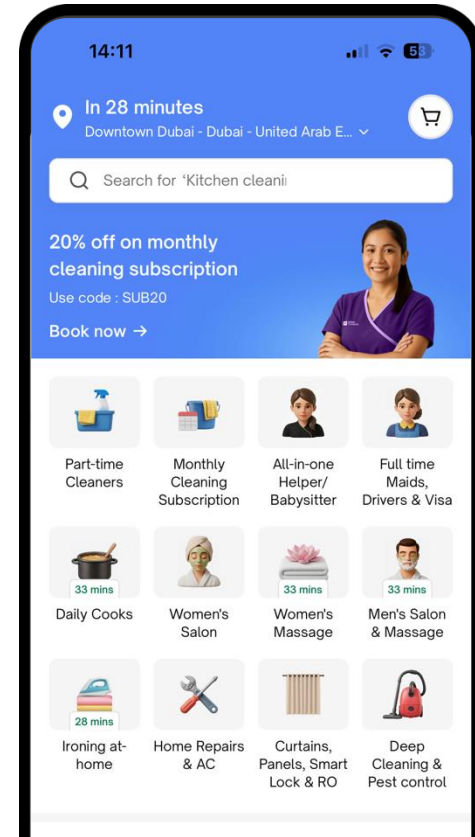 14:11
53
In 28 minutes
Downtown Dubai - Dubai - United Arab E...
Search for ‘Kitchen cleani
20% off on monthly
cleaning subscription
Use code : SUB20
Book now →
Part-time
Cleaners
Monthly
Cleaning
Subscription
All-in-one
Helper/
Babysitter
Full time
Maids,
Drivers & Visa
33 mins
Daily Cooks
Women's
Salon
33 mins
Women's
Massage
33 mins
Men's Salon
& Massage
28 mins
Ironing at-
home
Home Repairs
& AC
Curtains,
Panels, Smart
Lock & RO
Deep
Cleaning &
Pest control